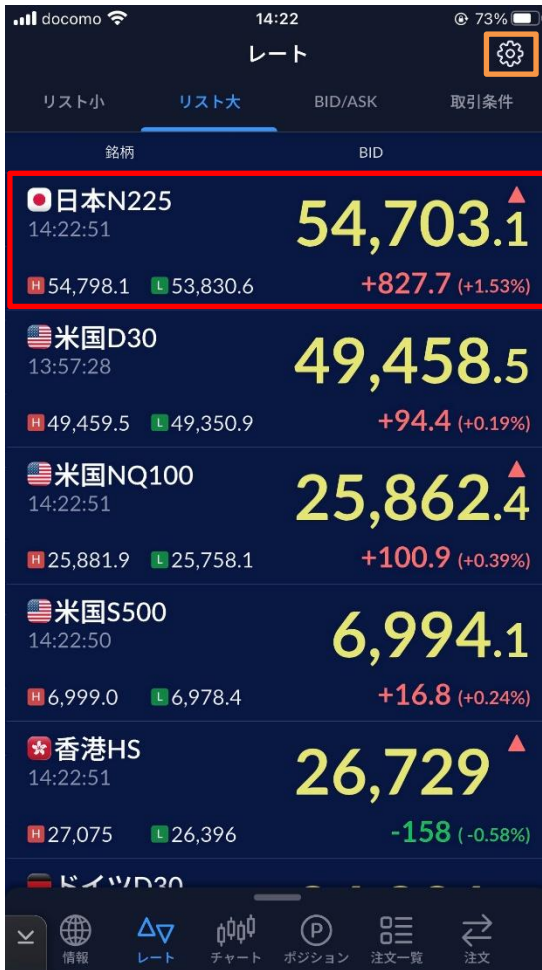 docomo 14:22 73%
レート
リスト小 リスト大 BID/ASK 取引条件
銘柄 BID
日本N225 54,703.1
14:22:51
H 54,798.1 L 53,830.6 +827.7 (+1.53%)
米国D30 49,458.5
13:57:28
H 49,459.5 L 49,350.9 +94.4 (+0.19%)
米国NQ100 25,862.4
14:22:51
H 25,881.9 L 25,758.1 +100.9 (+0.39%)
米国S500 6,994.1
14:22:50
H 6,999.0 L 6,978.4 +16.8 (+0.24%)
香港HS 26,729
14:22:51
H 27,075 L 26,396 -158 (-0.58%)
ドイツD30
情報 レート チャート P ポジション 注文一覧 注文